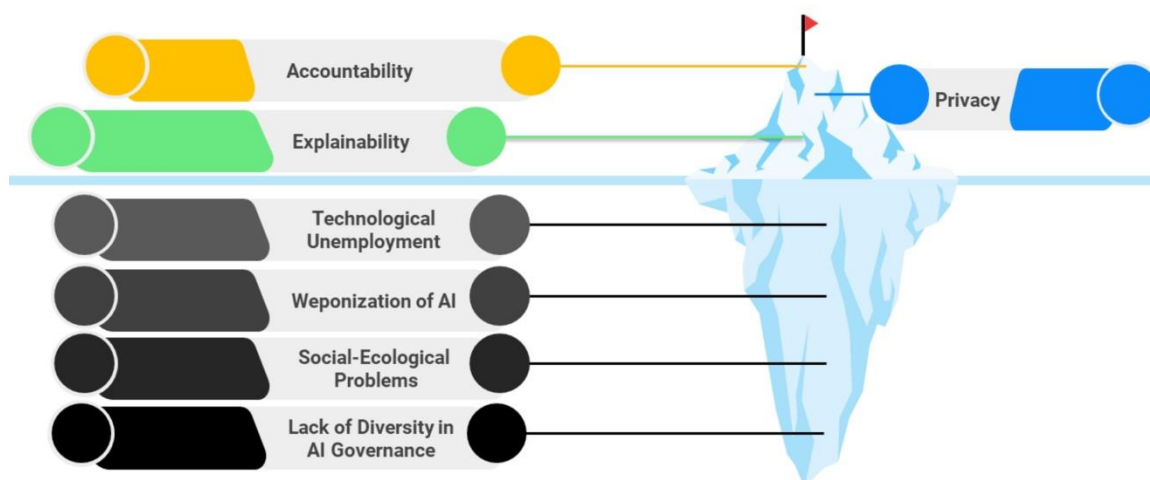 Accountability
Privacy
Explainability
Technological
Unemployment
Weponization of AI
Social-Ecological
Problems
Lack of Diversity in
AI Governance